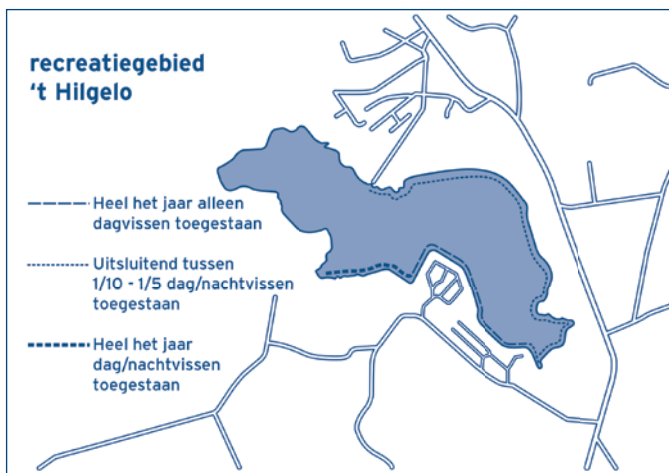 recreatiegebied
‘t Hilgelo
Heel het jaar alleen
dagvissen toegestaan
Uitsluitend tussen
1/10 - 1/5 dag/nachtvissen
toegestaan
Heel het jaar
dag/nachtvissen
toegestaan